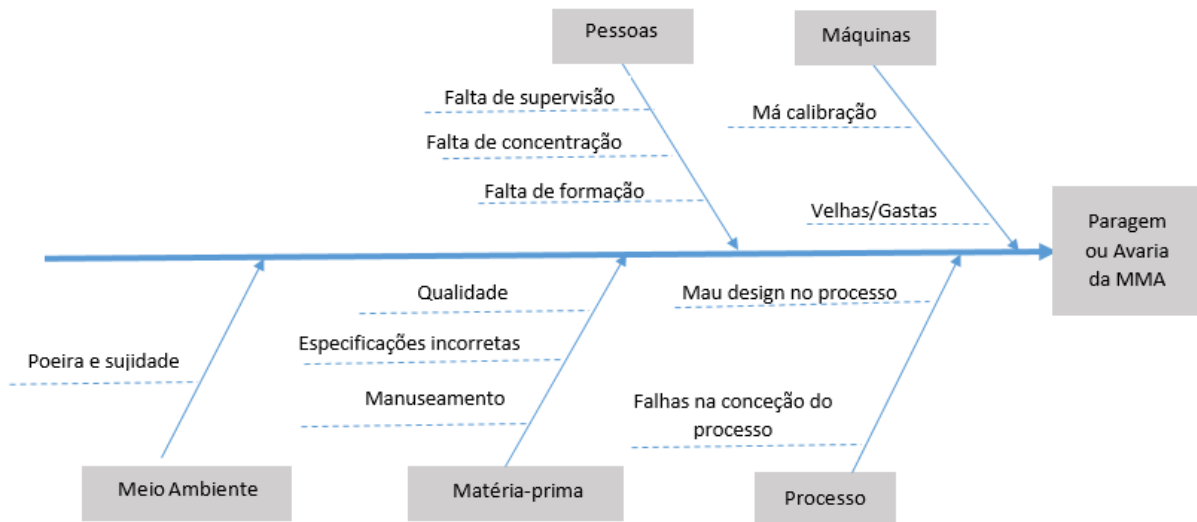 Pessoas
Máquinas
Falta de supervisão
Má calibração
Falta de concentração
Falta de formação
Velhas/Gastas
Paragem
ou Avaria
da MMA
Qualidade
Mau design no processo
Especificações incorretas
Poeira e sujidade
Manuseamento
Falhas na conceção do
processo
Meio Ambiente
Matéria-prima
Processo